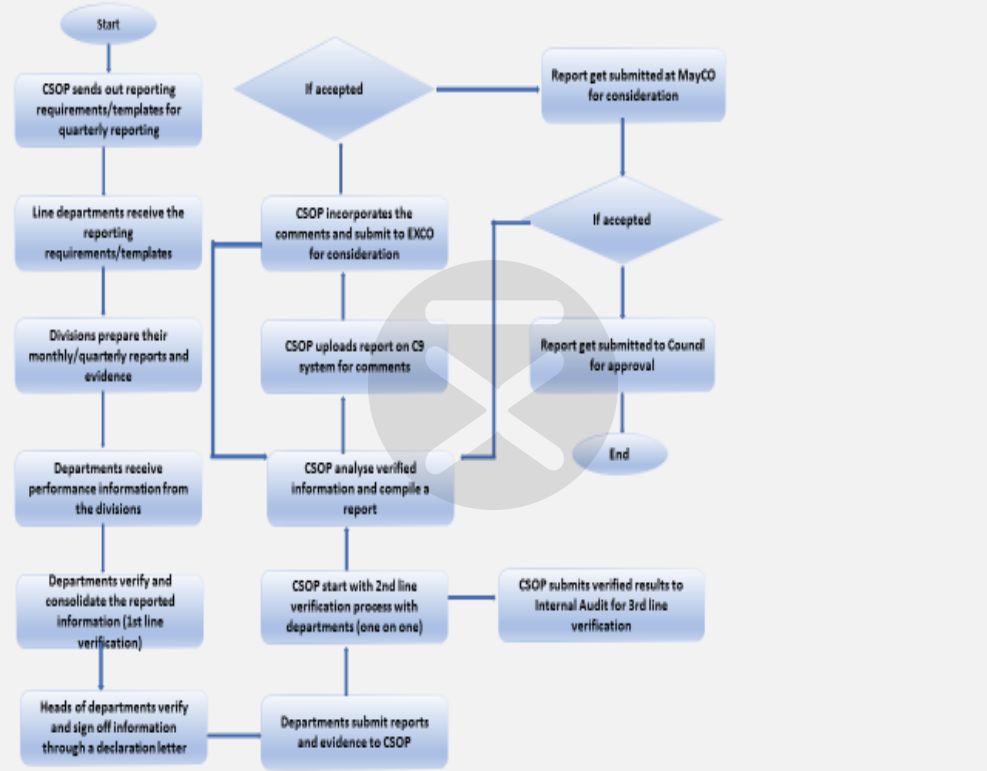 Start
CSOP sends out reporting
requirements/templates for
quarterly reporting
Line departments receive the
reporting
requirements/templates
Divisions prepare their
monthly/quarterly reports and
evidence
Departments receive
performance information from
the divisions
Departments verify and
consolidate the reported
information (1st line
verification)
Heads of departments verify
and sign off information
through a declaration letter
Departments submit reports
and evidence to CSOP
CSOP start with 2nd line
verification process with
departments (one on one)
CSOP submits verified results to
Internal Audit for 3rd line
verification
CSOP analyse verified
information and compile a
report
CSOP uploads report on C9
system for comments
CSOP incorporates the
comments and submit to EXCO
for consideration
If accepted
Report get submitted at MayCO
for consideration
If accepted
Report get submitted to Council
for approval
End